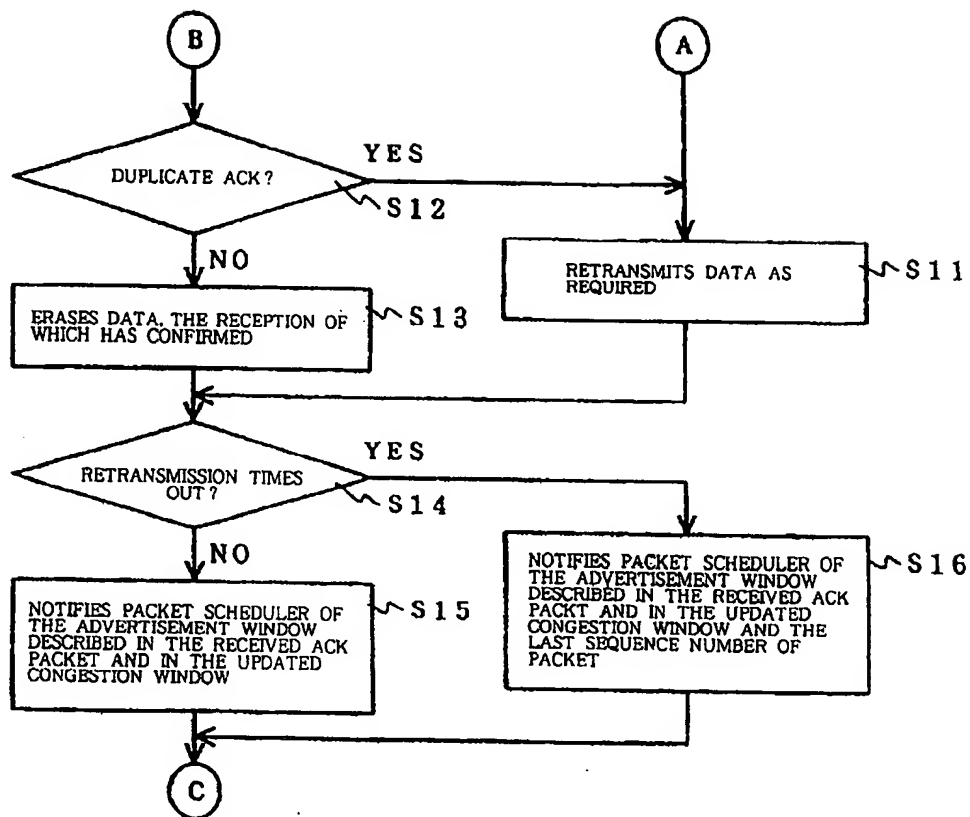 B
A
DUPLICATE ACK?
YES
S12
NO
RETRANSMITS DATA AS
REQUIRED
S11
ERASES DATA, THE RECEPTION OF
WHICH HAS CONFIRMED
S13
RETRANSMISSION TIMES
OUT?
YES
S14
NO
NOTIFIES PACKET SCHEDULER OF
THE ADVERTISEMENT WINDOW
DESCRIBED IN THE RECEIVED ACK
PACKET AND IN THE UPDATED
CONGESTION WINDOW
S15
NOTIFIES PACKET SCHEDULER OF
THE ADVERTISEMENT WINDOW
DESCRIBED IN THE RECEIVED ACK
PACKT AND IN THE UPDATED
CONGESTION WINDOW AND THE
LAST SEQUENCE NUMBER OF
PACKET
S16
C